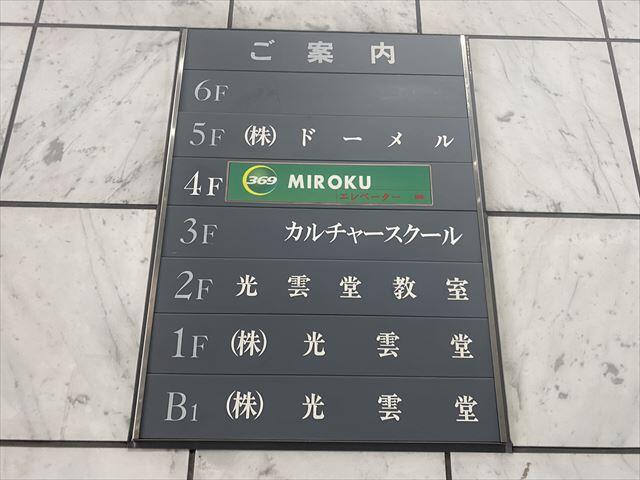 ご案内
6F
5F ㈱ ドーメル
4F 369 MIROKU
エレベーター
3F カルチャースクール
2F 光雲堂教室
1F ㈱光雲堂
B1 ㈱光雲堂